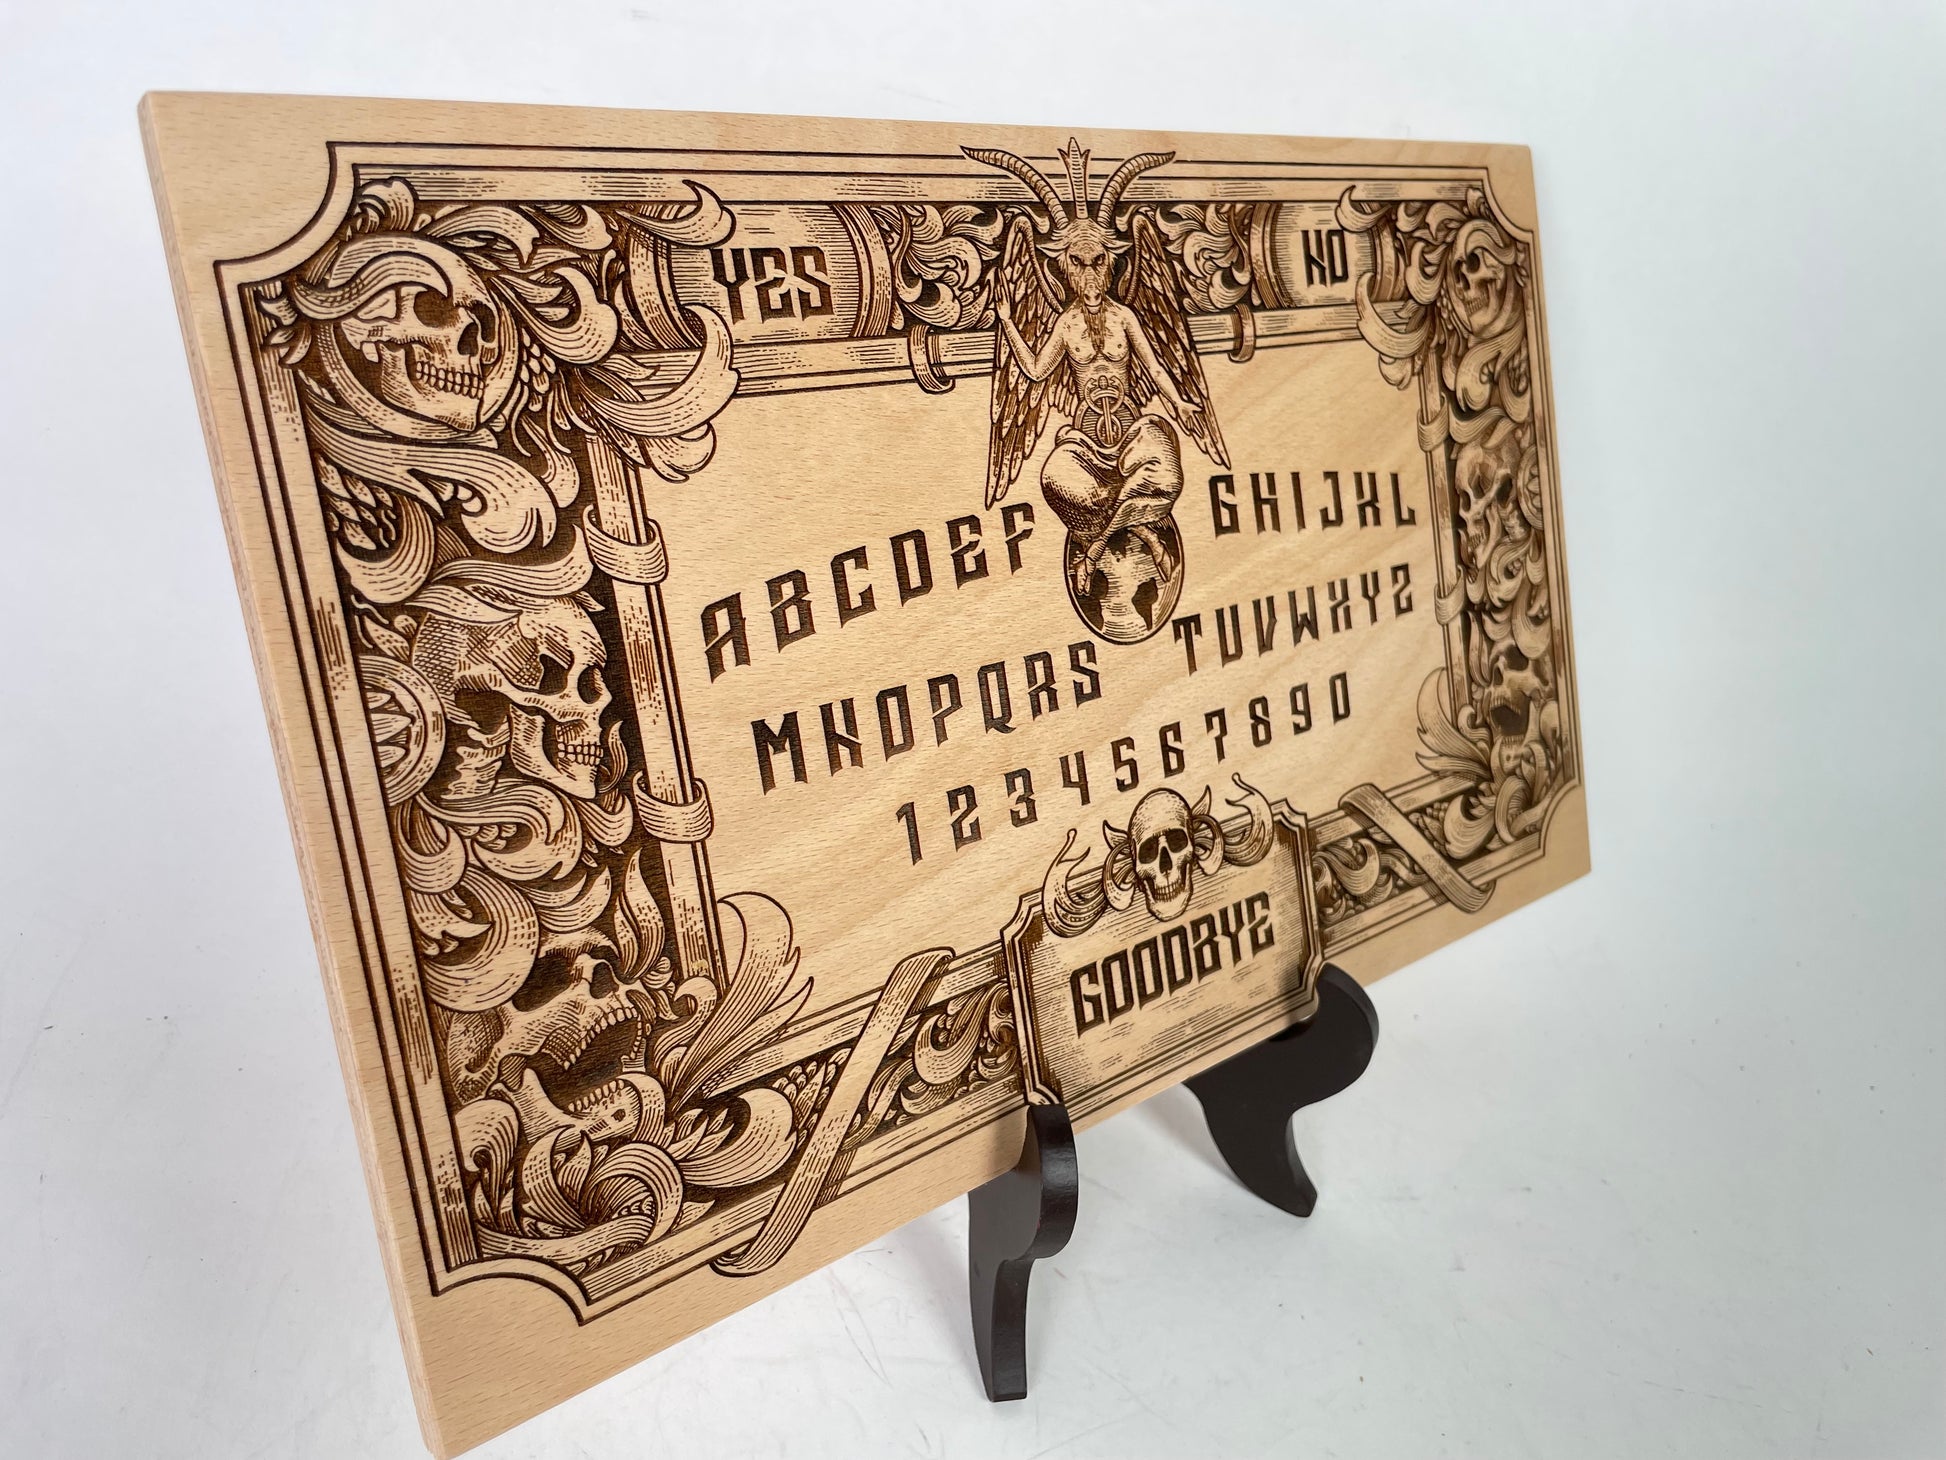 YES NO
ABCDEF GHIJKL
MNOPQRS TUVWXYZ
1234567890
GOODBYE